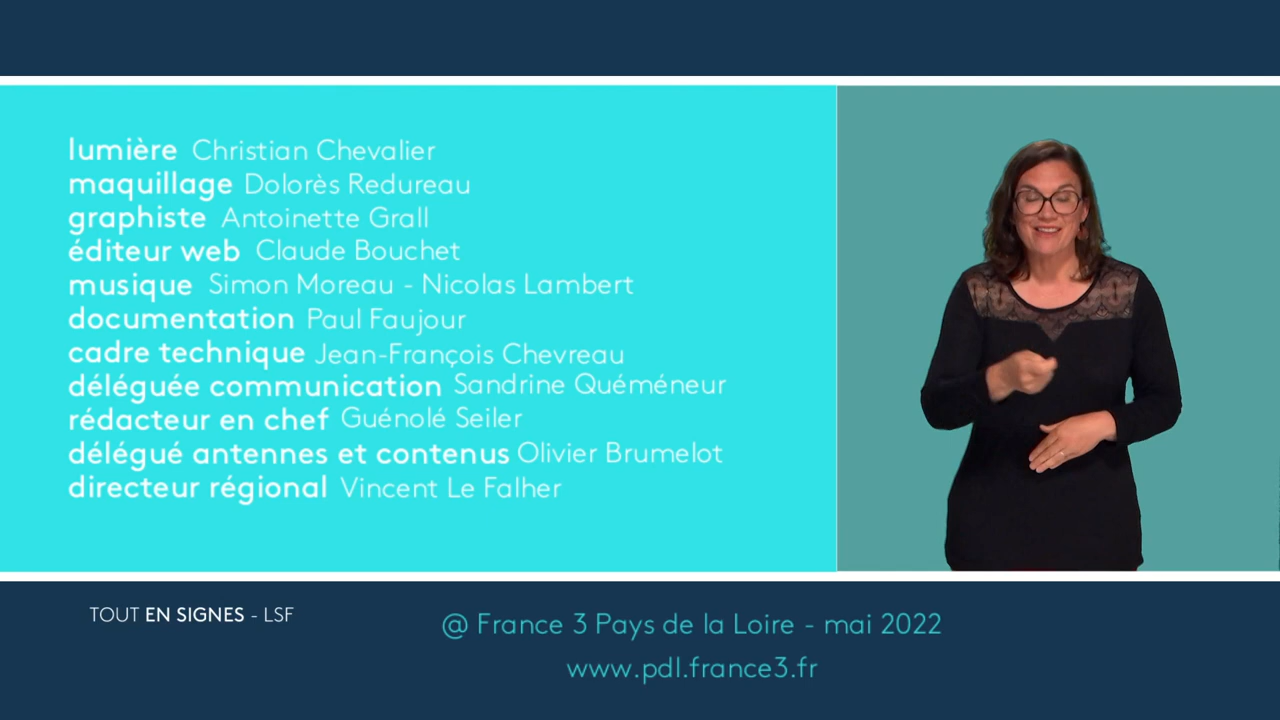 lumière Christian Chevalier
maquillage Dolorès Redureau
graphiste Antoinette Grall
éditeur web Claude Bouchet
musique Simon Moreau - Nicolas Lambert
documentation Paul Faujour
cadre technique Jean-François Chevreau
déléguée communication Sandrine Quéméneur
rédacteur en chef Guénolé Seiler
délégué antennes et contenus Olivier Brumelot
directeur régional Vincent Le Falher
TOUT EN SIGNES - LSF
@ France 3 Pays de la Loire - mai 2022
www.pdl.france3.fr